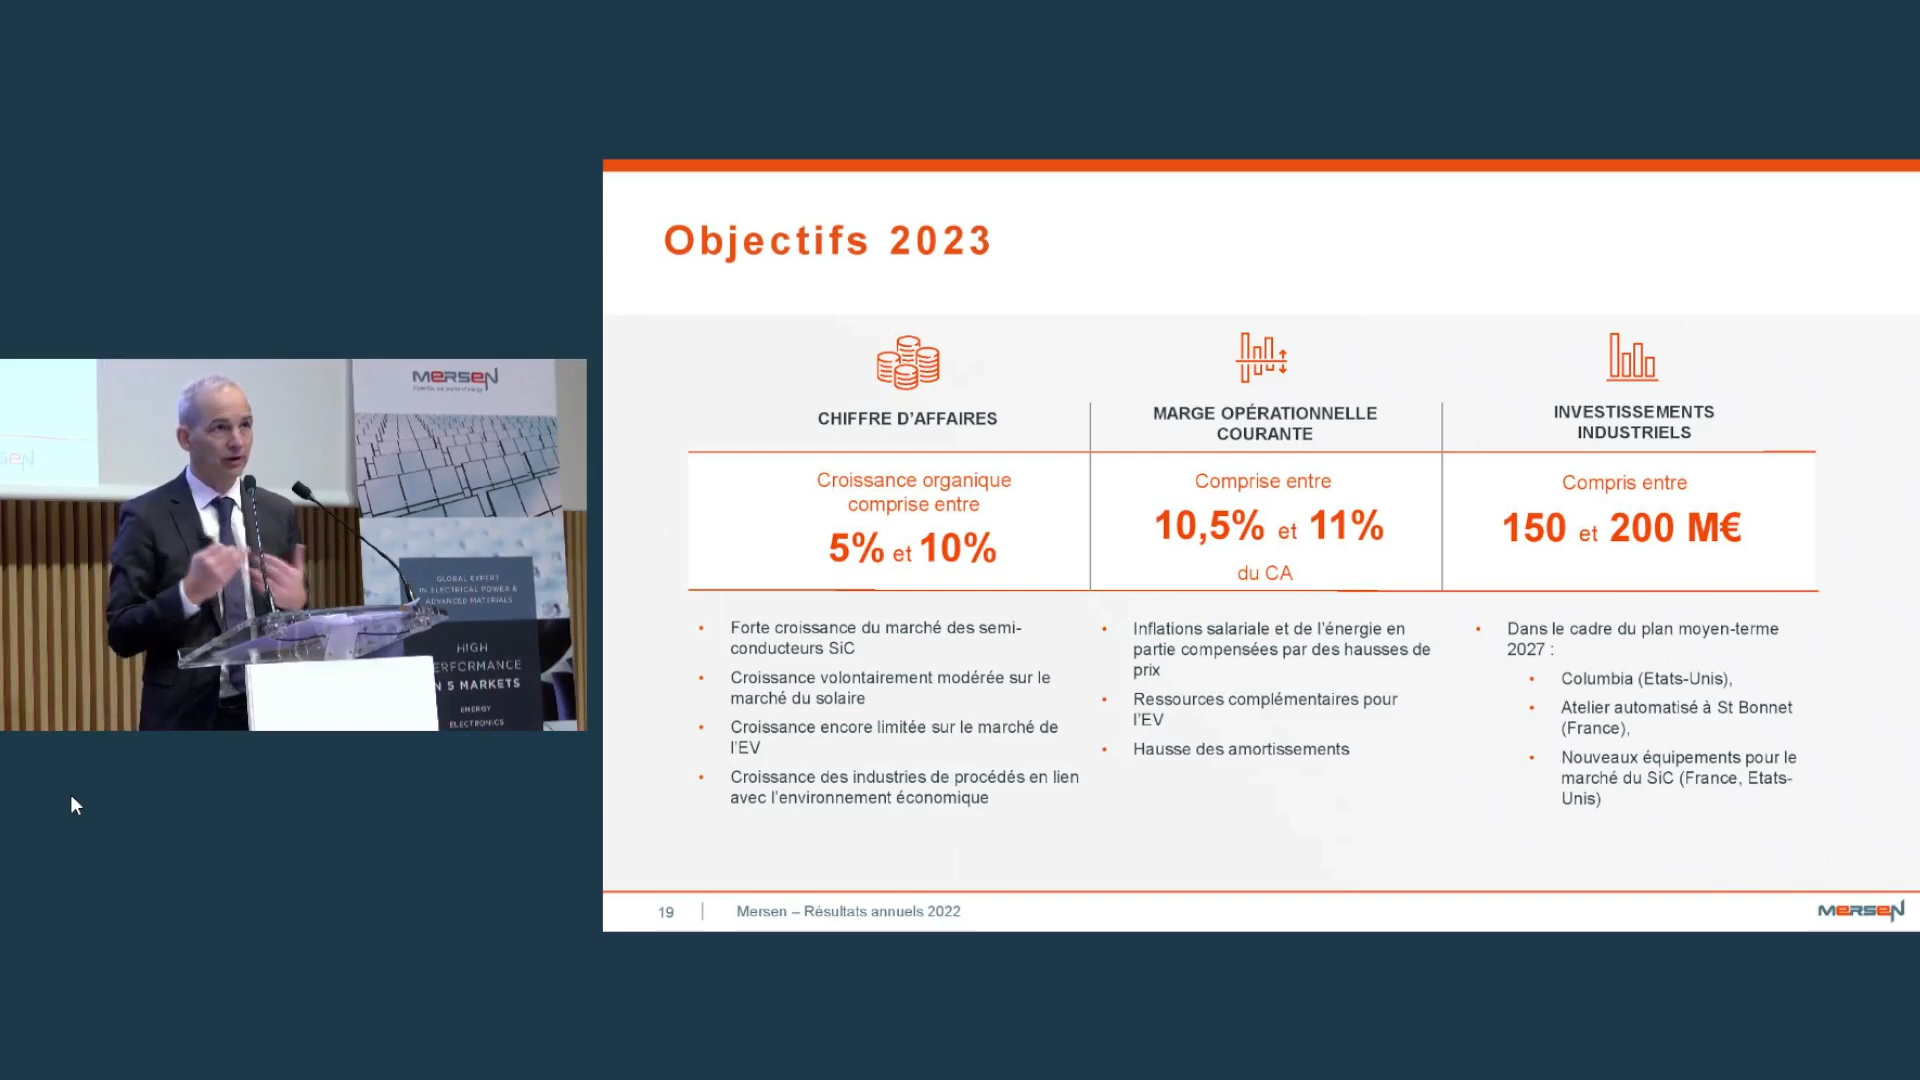 MERSEN
GLOBAL EXPERT
IN ELECTRICAL POWER &
ADVANCED MATERIALS
HIGH
PERFORMANCE
IN 5 MARKETS
ENERGY
ELECTRONICS
Objectifs 2023
CHIFFRE D’AFFAIRES
Croissance organique
comprise entre
5% et 10%
• Forte croissance du marché des semi-
conducteurs SiC
• Croissance volontairement modérée sur le
marché du solaire
• Croissance encore limitée sur le marché de
l’EV
• Croissance des industries de procédés en lien
avec l’environnement économique
MARGE OPÉRATIONNELLE
COURANTE
Comprise entre
10,5% et 11%
du CA
• Inflations salariale et de l’énergie en
partie compensées par des hausses de
prix
• Ressources complémentaires pour
l’EV
• Hausse des amortissements
INVESTISSEMENTS
INDUSTRIELS
Compris entre
150 et 200 M€
• Dans le cadre du plan moyen-terme
2027 :
• Columbia (Etats-Unis),
• Atelier automatisé à St Bonnet
(France),
• Nouveaux équipements pour le
marché du SiC (France, Etats-
Unis)
19 | Mersen – Résultats annuels 2022
MERSEN